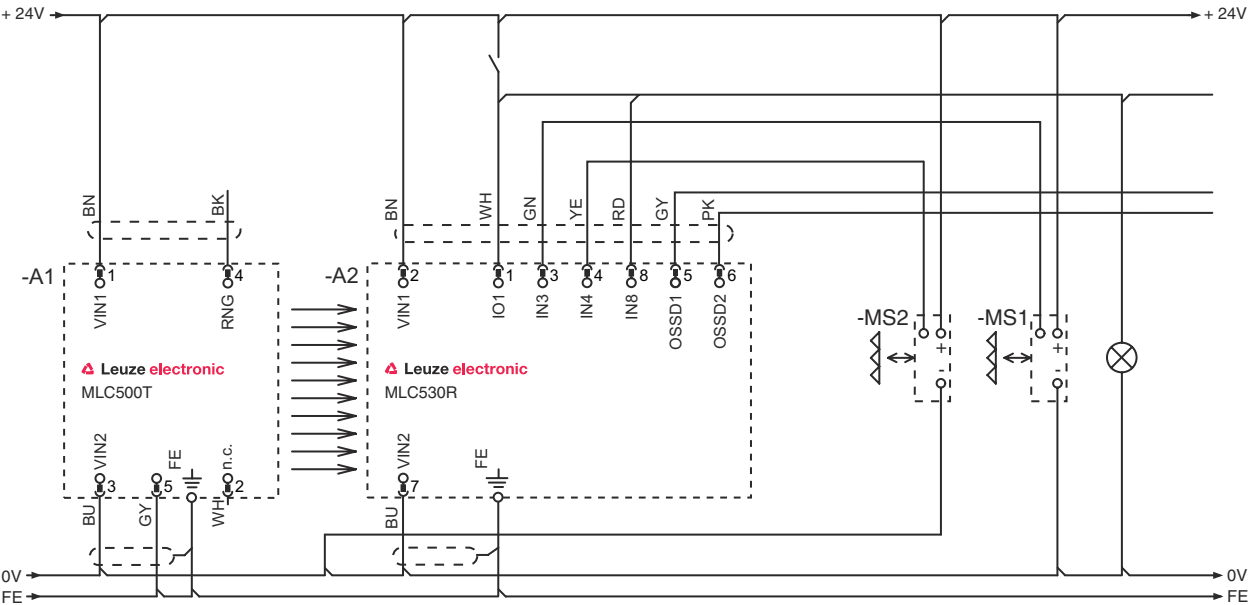 + 24V
+ 24V
BN
BK
BN
WH
GN
YE
RD
GY
PK
-A1
1
4
-A2
2
1
3
4
8
5
6
VIN1
RNG
VIN1
IO1
IN3
IN4
IN8
OSSD1
OSSD2
-MS2
-MS1
+
-
+
-
Leuze electronic
MLC500T
Leuze electronic
MLC530R
VIN2
FE
n.c.
VIN2
FE
3
5
2
7
BU
GY
WH
BU
0V
0V
FE
FE